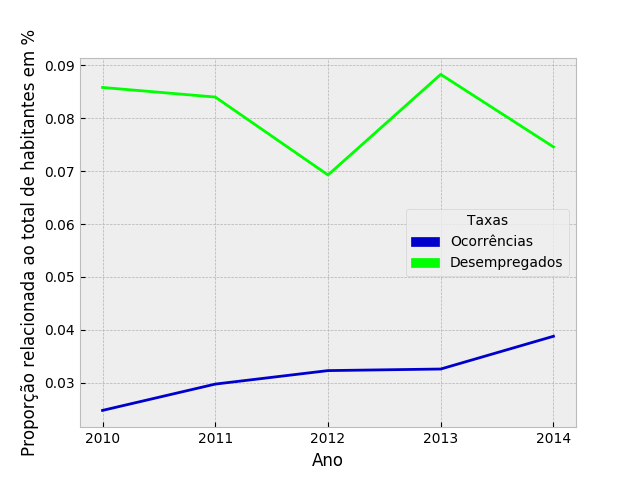 Proporção relacionada ao total de habitantes em %
0.09
0.08
0.07
0.06
0.05
0.04
0.03
Taxas
Ocorrências
Desempregados
2010 2011 2012 2013 2014
Ano